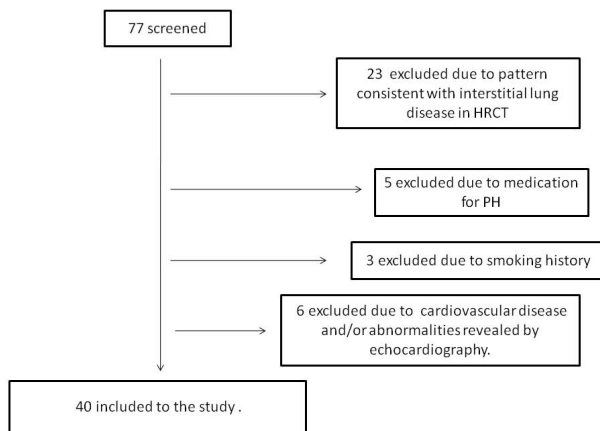 77 screened
23 excluded due to pattern
consistent with interstitial lung
disease in HRCT
5 excluded due to medication
for PH
3 excluded due to smoking history
6 excluded due to cardiovascular disease
and/or abnormalities revealed by
echocardiography.
40 included to the study .